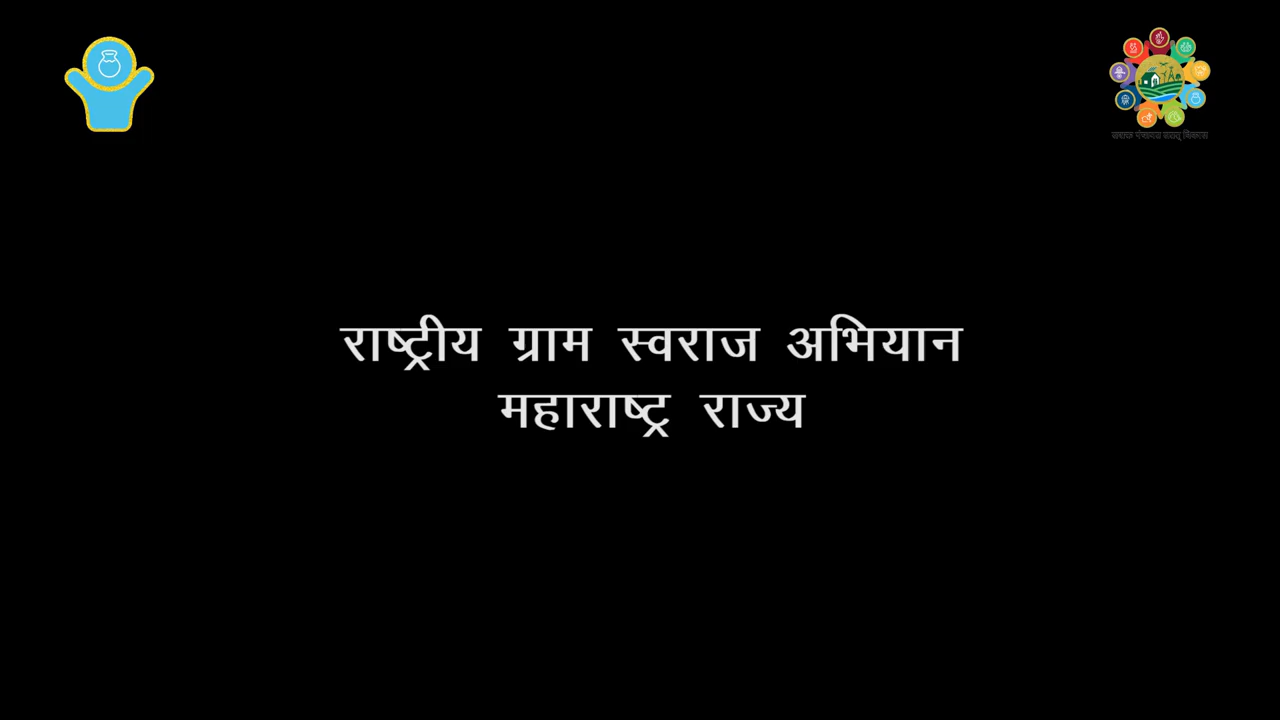 राष्ट्रीय ग्राम स्वराज अभियान
महाराष्ट्र राज्य